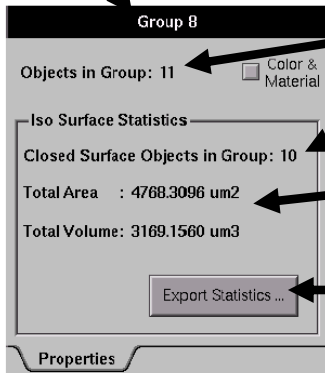 Group 8
Objects in Group: 11
Color &
Material
Iso Surface Statistics
Closed Surface Objects in Group: 10
Total Area : 4768.3096 um2
Total Volume: 3169.1560 um3
Export Statistics ...
Properties